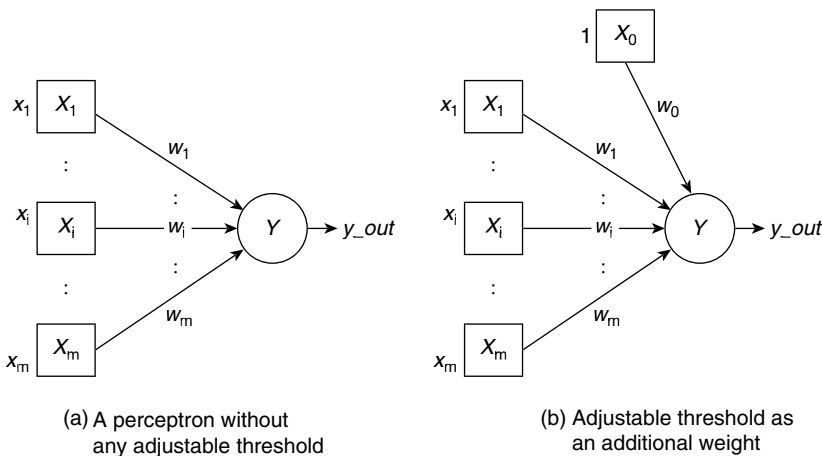 x1 X1
:
w1
:
xi Xi
wi
Y
y_out
:
:
xm Xm
wm
(a) A perceptron without
any adjustable threshold
1 X0
w0
x1 X1
:
w1
:
xi Xi
wi
Y
y_out
:
:
xm Xm
wm
(b) Adjustable threshold as
an additional weight